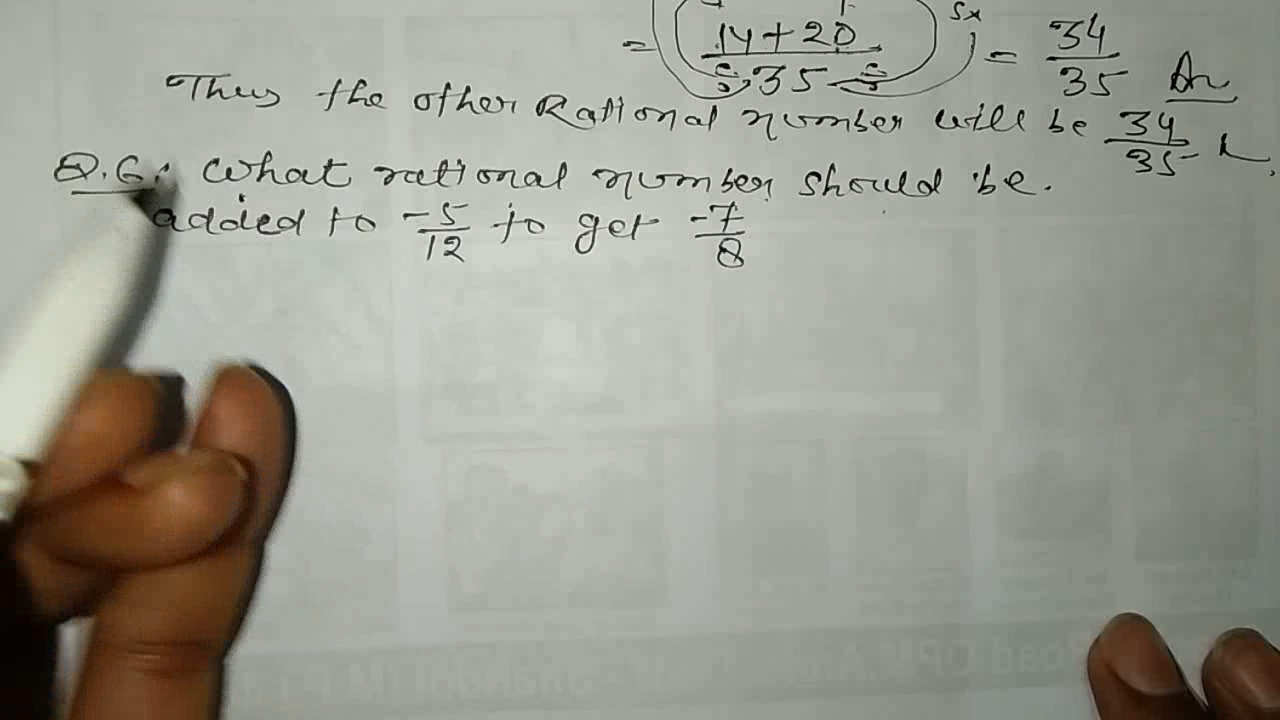 = 14+20/35 = 34/35 An
Thus the other Rational number will be 34/35
Q.6. What rational number should be.
added to -5/12 to get -7/8